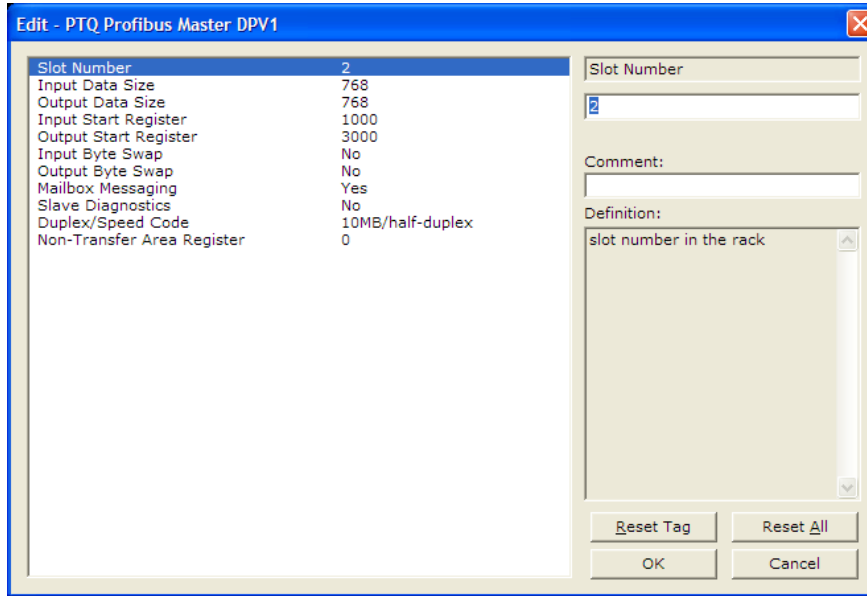 Edit - PTQ Profibus Master DPV1
Slot Number 2
Input Data Size 768
Output Data Size 768
Input Start Register 1000
Output Start Register 3000
Input Byte Swap No
Output Byte Swap No
Mailbox Messaging Yes
Slave Diagnostics No
Duplex/Speed Code 10MB/half-duplex
Non-Transfer Area Register 0
Slot Number
2
Comment:
Definition:
slot number in the rack
Reset Tag Reset All
OK Cancel